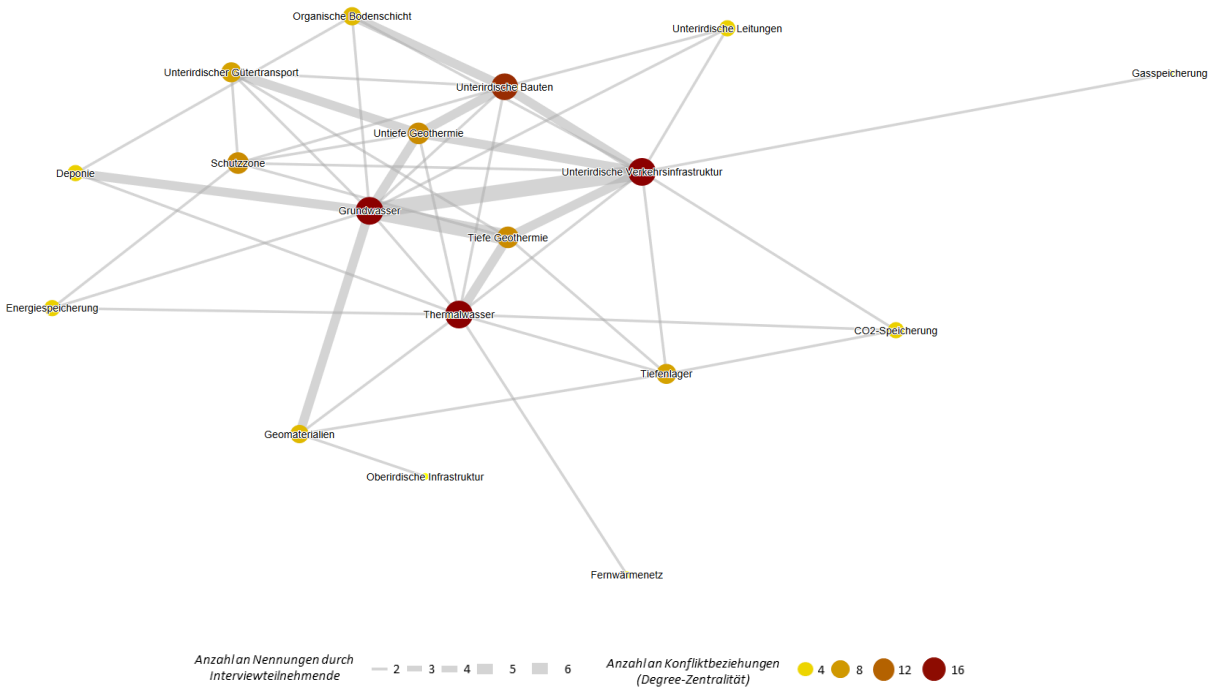 Organische Bodenschicht
Unterirdische Leitungen
Unterirdischer Gütertransport
Gasspeicherung
Unterirdische Bauten
Untiefe Geothermie
Schutzzone
Deponie
Unterirdische Verkehrsinfrastruktur
Grundwasser
Tiefe Geothermie
Energiespeicherung
Thermalwasser
CO2-Speicherung
Tiefenlager
Geomaterialien
Oberirdische Infrastruktur
Fernwärmenetz
Anzahl an Nennungen durch
Interviewteilnehmende
2 3 4 5 6
Anzahl an Konfliktbeziehungen
(Degree-Zentralität)
4 8 12 16